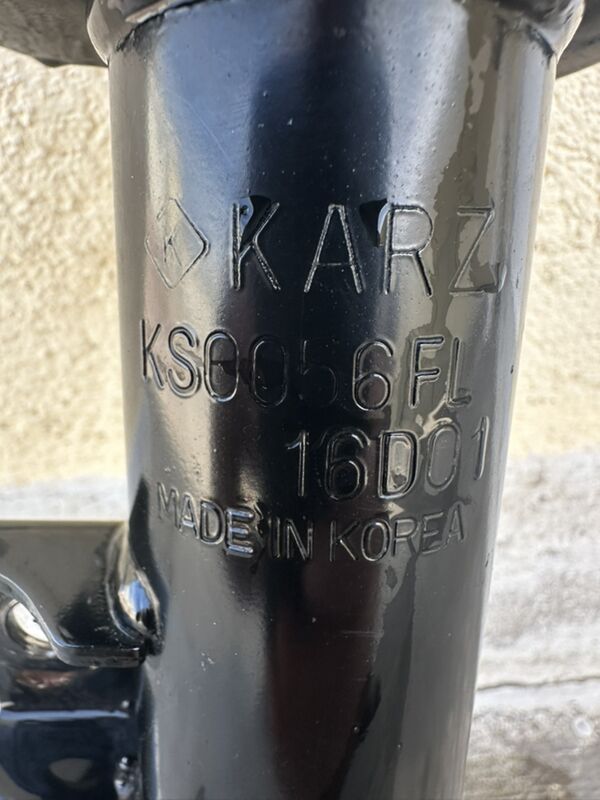 K KARZ
KS0056FL
16D01
MADE IN KOREA